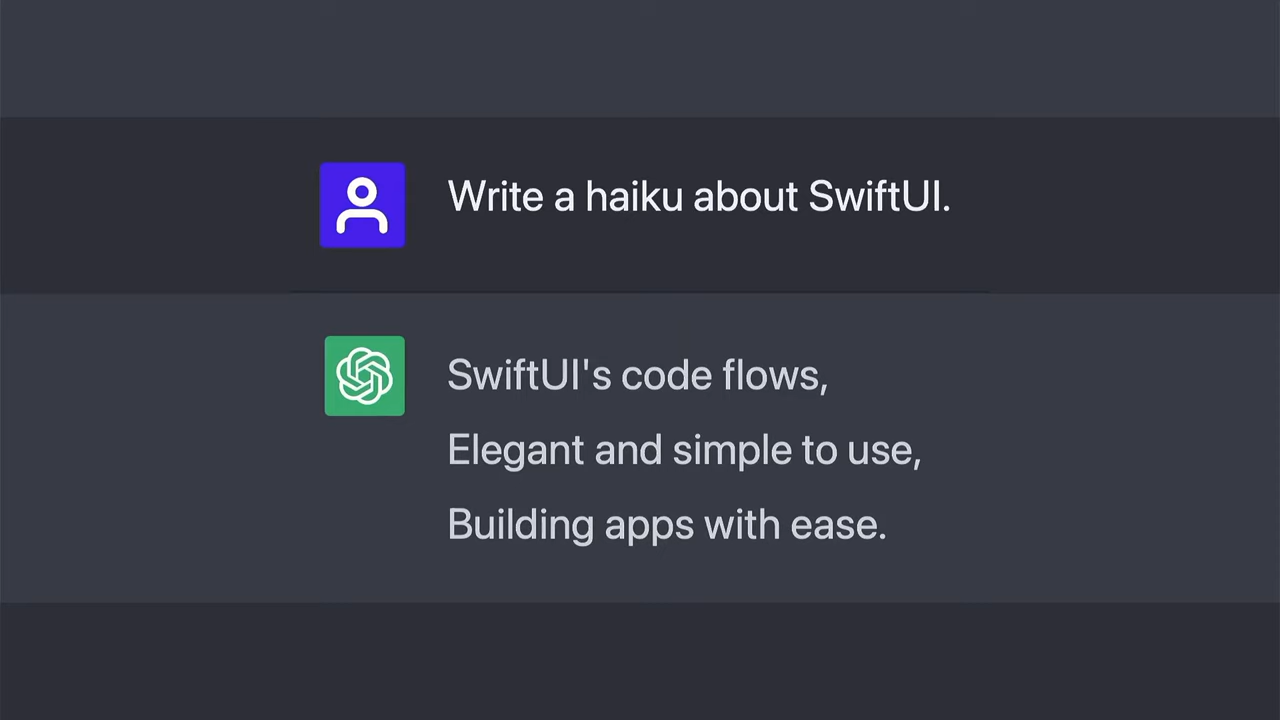 Write a haiku about SwiftUI.
SwiftUI's code flows,
Elegant and simple to use,
Building apps with ease.